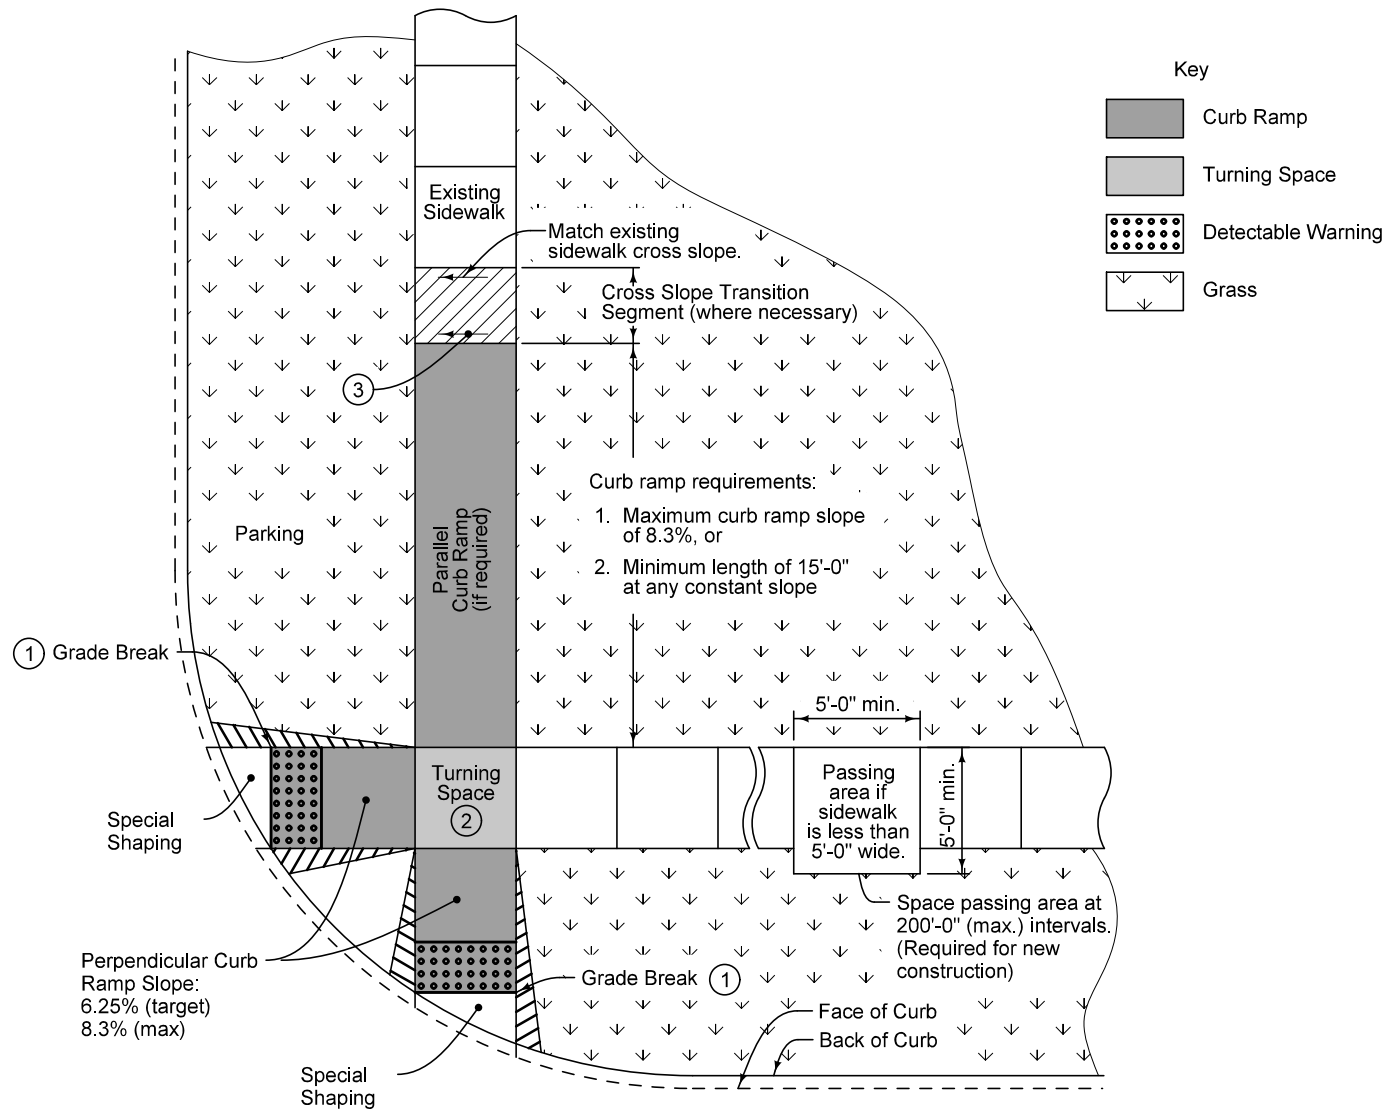 Key
Curb Ramp
Turning Space
Detectable Warning
Grass
Existing
Sidewalk
Match existing
sidewalk cross slope.
Cross Slope Transition
Segment (where necessary)
3
Curb ramp requirements:
1. Maximum curb ramp slope
of 8.3%, or
2. Minimum length of 15'-0"
at any constant slope
Parking
Parallel
Curb Ramp
(if required)
1 Grade Break
5'-0" min.
Turning
Space
2
Passing
area if
sidewalk
is less than
5'-0" wide.
5'-0" min.
Special
Shaping
Space passing area at
200'-0" (max.) intervals.
(Required for new
construction)
Perpendicular Curb
Ramp Slope:
6.25% (target)
8.3% (max)
Grade Break 1
Face of Curb
Back of Curb
Special
Shaping